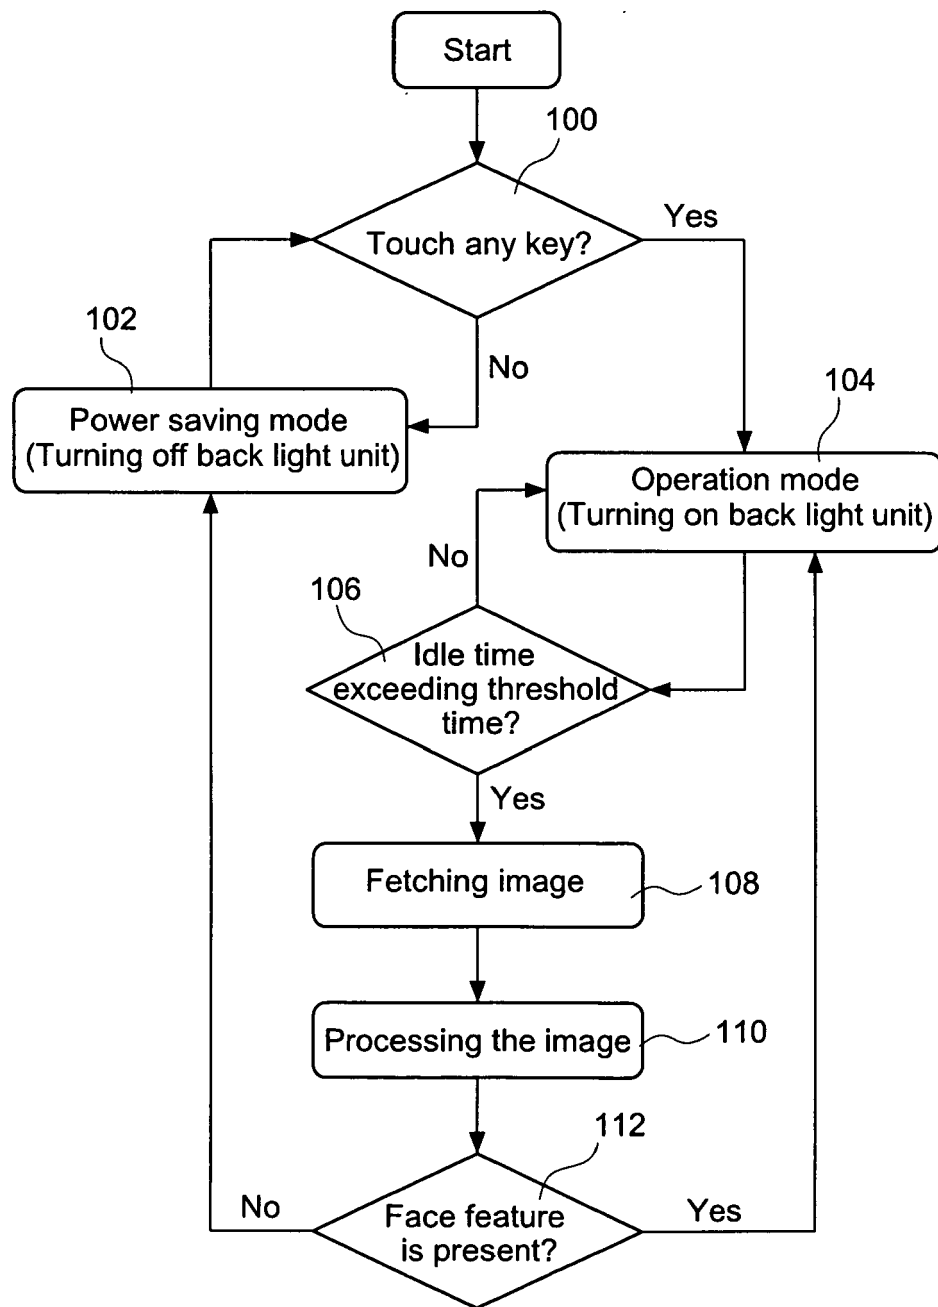 Start
100
Touch any key?
Yes
No
102
Power saving mode
(Turning off back light unit)
104
Operation mode
(Turning on back light unit)
No
106
Idle time
exceeding threshold
time?
Yes
Fetching image
108
Processing the image
110
112
Face feature
is present?
No
Yes